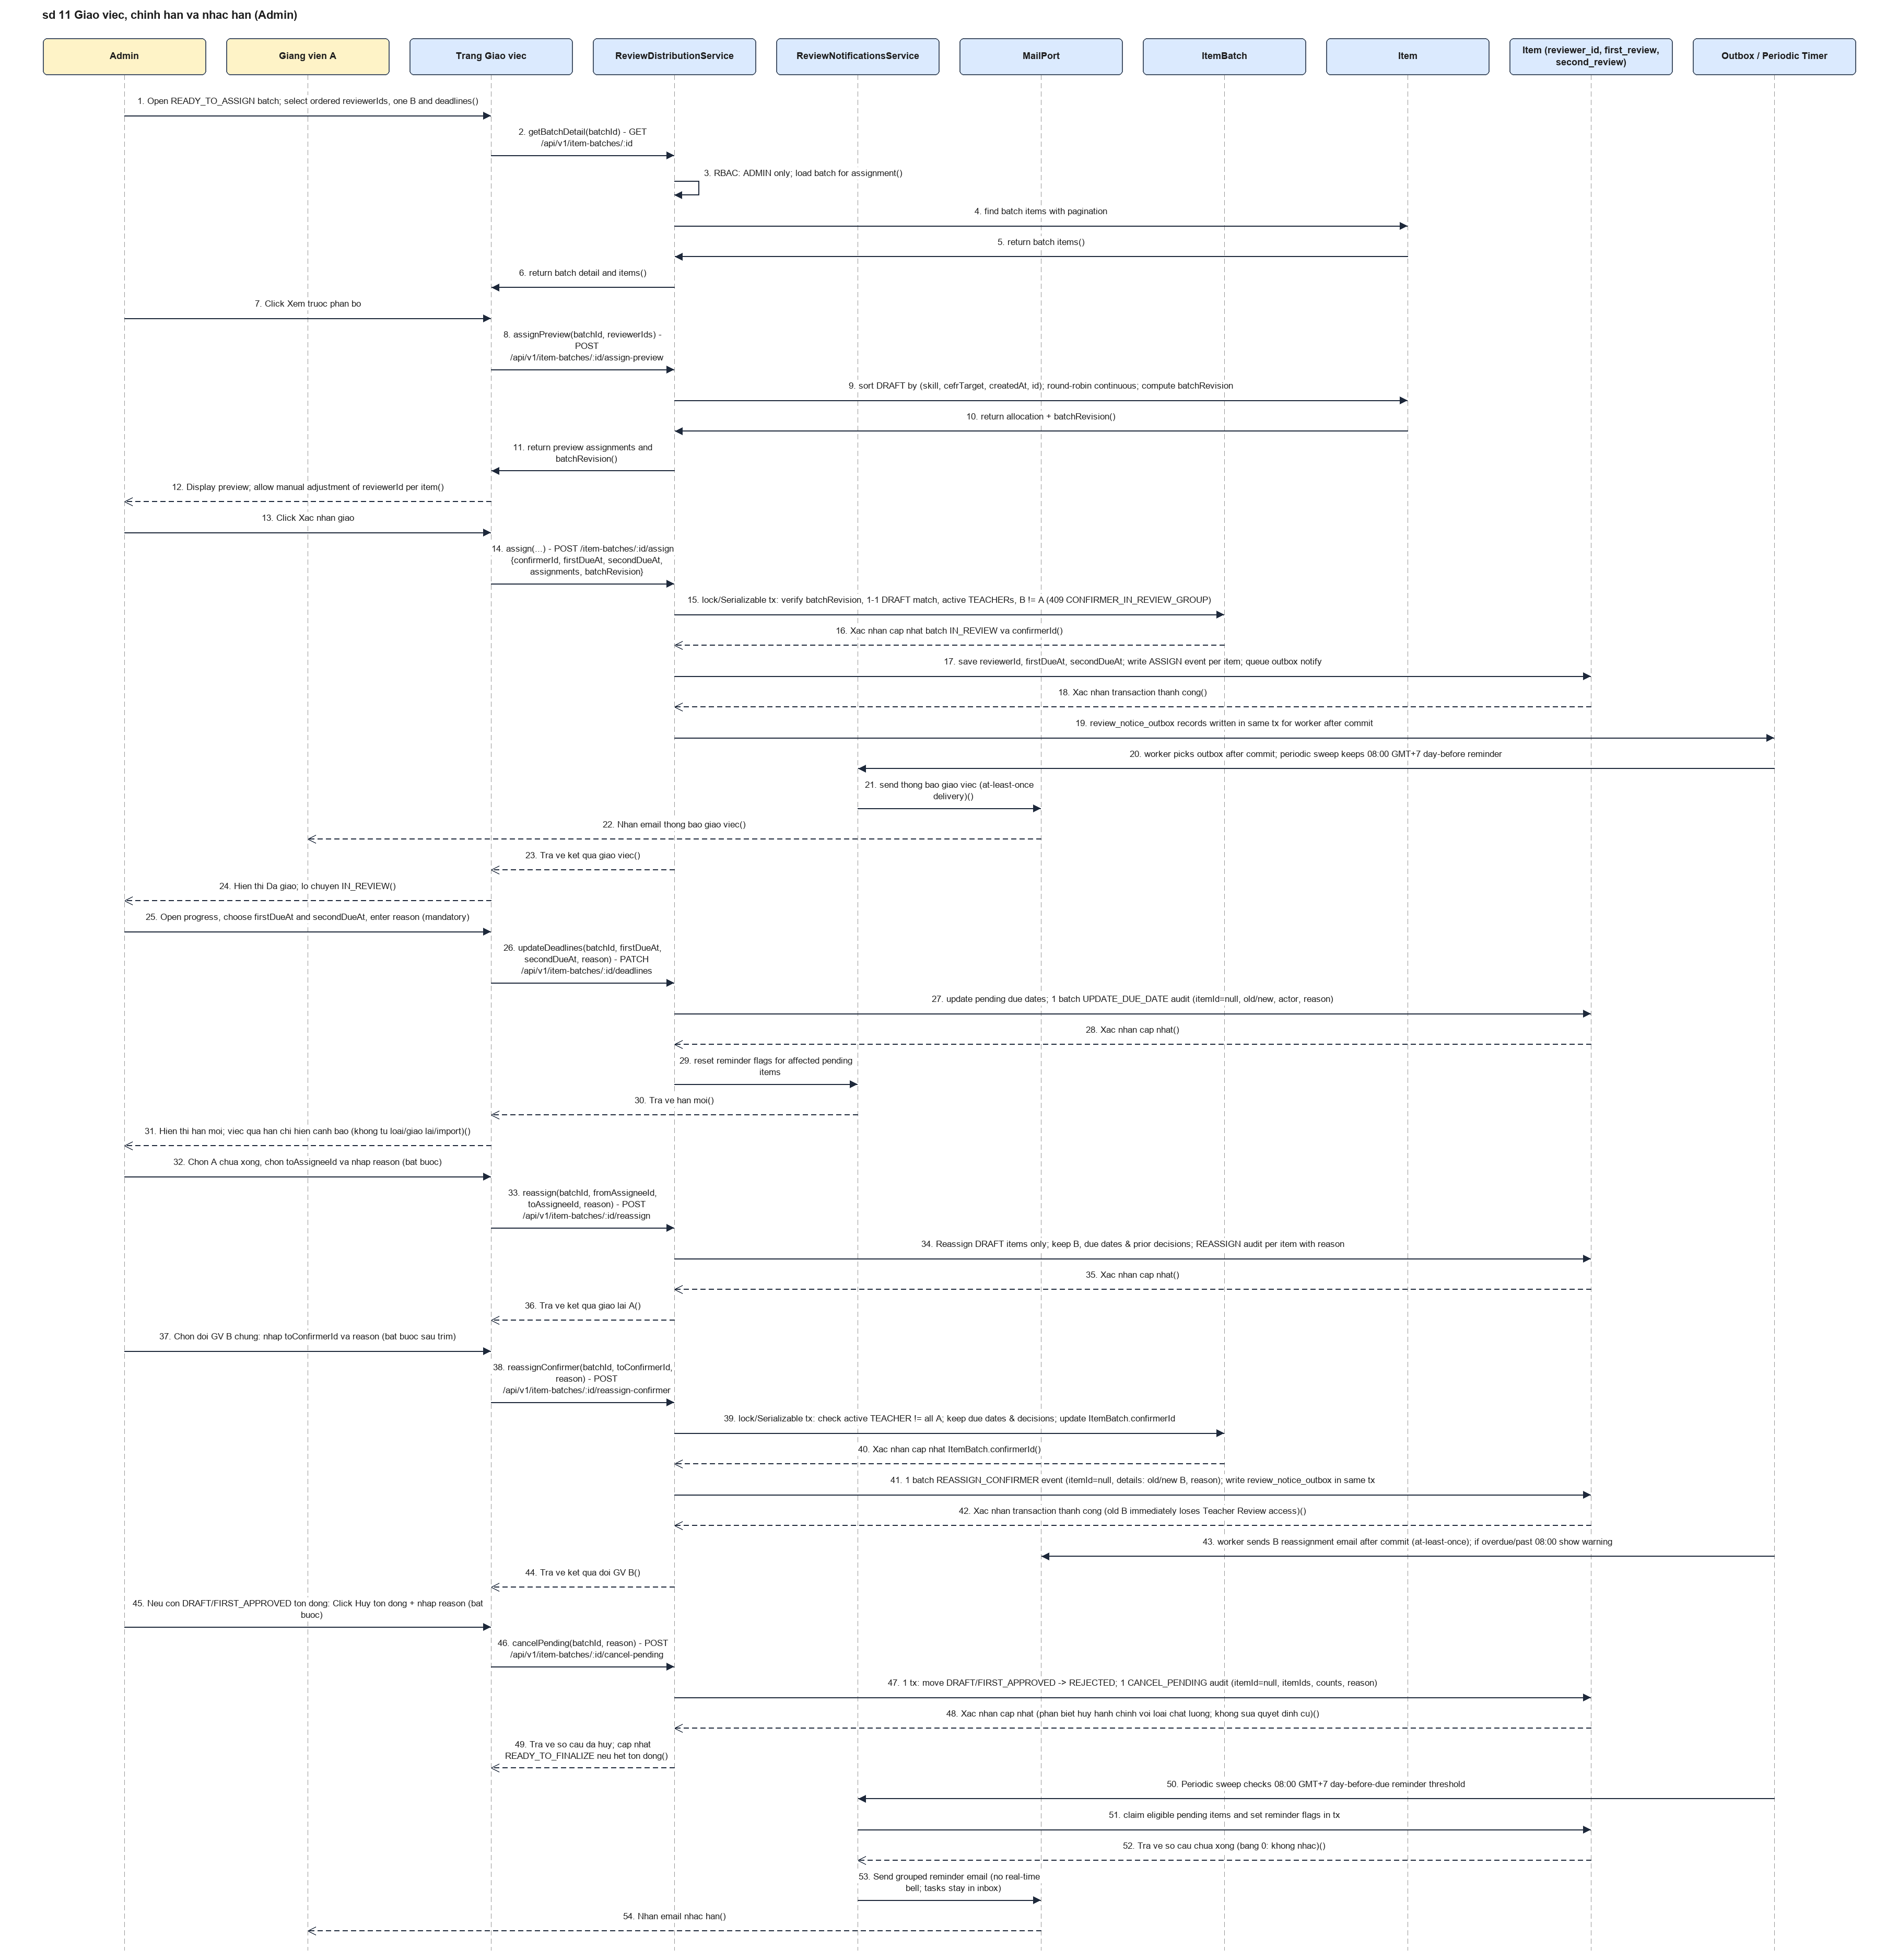 sd 11 Giao viec, chinh han va nhac han (Admin)
Admin
Giang vien A
Trang Giao viec
ReviewDistributionService
ReviewNotificationsService
MailPort
ItemBatch
Item
Item (reviewer_id, first_review,
second_review)
Outbox / Periodic Timer
1. Open READY_TO_ASSIGN batch; select ordered reviewerIds, one B and deadlines()
2. getBatchDetail(batchId) - GET
/api/v1/item-batches/:id
3. RBAC: ADMIN only; load batch for assignment()
4. find batch items with pagination
5. return batch items()
6. return batch detail and items()
7. Click Xem truoc phan bo
8. assignPreview(batchId, reviewerIds) -
POST
/api/v1/item-batches/:id/assign-preview
9. sort DRAFT by (skill, cefrTarget, createdAt, id); round-robin continuous; compute batchRevision
10. return allocation + batchRevision()
11. return preview assignments and
batchRevision()
12. Display preview; allow manual adjustment of reviewerId per item()
13. Click Xac nhan giao
14. assign(...) - POST /item-batches/:id/assign
{confirmerId, firstDueAt, secondDueAt,
assignments, batchRevision}
15. lock/Serializable tx: verify batchRevision, 1-1 DRAFT match, active TEACHERs, B != A (409 CONFIRMER_IN_REVIEW_GROUP)
16. Xac nhan cap nhat batch IN_REVIEW va confirmerId()
17. save reviewerId, firstDueAt, secondDueAt; write ASSIGN event per item; queue outbox notify
18. Xac nhan transaction thanh cong()
19. review_notice_outbox records written in same tx for worker after commit
20. worker picks outbox after commit; periodic sweep keeps 08:00 GMT+7 day-before reminder
21. send thong bao giao viec (at-least-once
delivery)()
22. Nhan email thong bao giao viec()
23. Tra ve ket qua giao viec()
24. Hien thi Da giao; lo chuyen IN_REVIEW()
25. Open progress, choose firstDueAt and secondDueAt, enter reason (mandatory)
26. updateDeadlines(batchId, firstDueAt,
secondDueAt, reason) - PATCH
/api/v1/item-batches/:id/deadlines
27. update pending due dates; 1 batch UPDATE_DUE_DATE audit (itemId=null, old/new, actor, reason)
28. Xac nhan cap nhat()
29. reset reminder flags for affected pending
items
30. Tra ve han moi()
31. Hien thi han moi; viec qua han chi hien canh bao (khong tu loai/giao lai/import)()
32. Chon A chua xong, chon toAssigneeId va nhap reason (bat buoc)
33. reassign(batchId, fromAssigneeId,
toAssigneeId, reason) - POST
/api/v1/item-batches/:id/reassign
34. Reassign DRAFT items only; keep B, due dates & prior decisions; REASSIGN audit per item with reason
35. Xac nhan cap nhat()
36. Tra ve ket qua giao lai A()
37. Chon doi GV B chung: nhap toConfirmerId va reason (bat buoc sau trim)
38. reassignConfirmer(batchId, toConfirmerId,
reason) - POST
/api/v1/item-batches/:id/reassign-confirmer
39. lock/Serializable tx: check active TEACHER != all A; keep due dates & decisions; update ItemBatch.confirmerId
40. Xac nhan cap nhat ItemBatch.confirmerId()
41. 1 batch REASSIGN_CONFIRMER event (itemId=null, details: old/new B, reason); write review_notice_outbox in same tx
42. Xac nhan transaction thanh cong (old B immediately loses Teacher Review access)()
43. worker sends B reassignment email after commit (at-least-once); if overdue/past 08:00 show warning
44. Tra ve ket qua doi GV B()
45. Neu con DRAFT/FIRST_APPROVED ton dong: Click Huy ton dong + nhap reason (bat
buoc)
46. cancelPending(batchId, reason) - POST
/api/v1/item-batches/:id/cancel-pending
47. 1 tx: move DRAFT/FIRST_APPROVED -> REJECTED; 1 CANCEL_PENDING audit (itemId=null, itemIds, counts, reason)
48. Xac nhan cap nhat (phan biet huy hanh chinh voi loai chat luong; khong sua quyet dinh cu)()
49. Tra ve so cau da huy; cap nhat
READY_TO_FINALIZE neu het ton dong()
50. Periodic sweep checks 08:00 GMT+7 day-before-due reminder threshold
51. claim eligible pending items and set reminder flags in tx
52. Tra ve so cau chua xong (bang 0: khong nhac)()
53. Send grouped reminder email (no real-time
bell; tasks stay in inbox)
54. Nhan email nhac han()